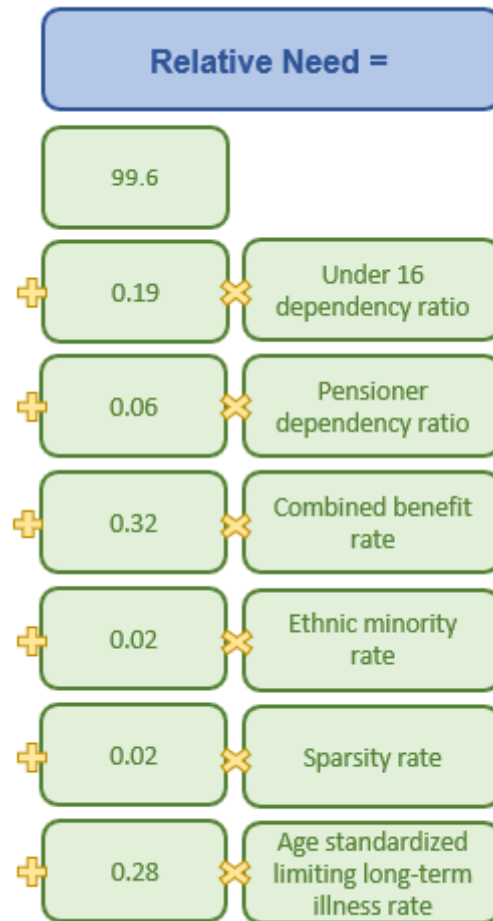 Relative Need =
99.6
+ 0.19 × Under 16
dependency ratio
+ 0.06 × Pensioner
dependency ratio
+ 0.32 × Combined benefit
rate
+ 0.02 × Ethnic minority
rate
+ 0.02 × Sparsity rate
+ 0.28 × Age standardized
limiting long-term
illness rate